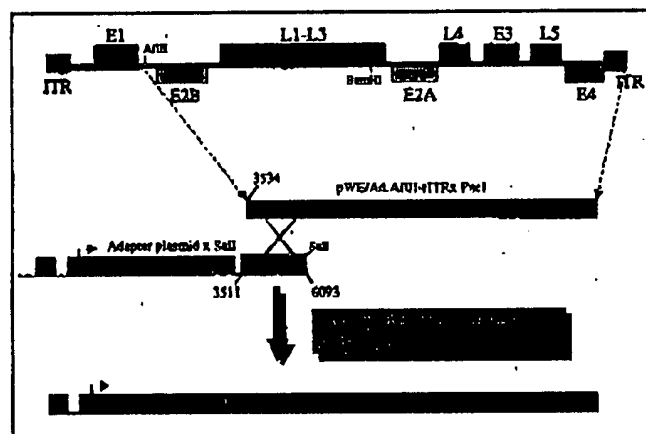 E1 AflII L1-L3 L4 E3 L5
ITR E2B BamHI E2A E4 ITR
3534
pWE/Ad.AflII-rITRx PacI
Adapter plasmid x SalI SalI
3511 6093